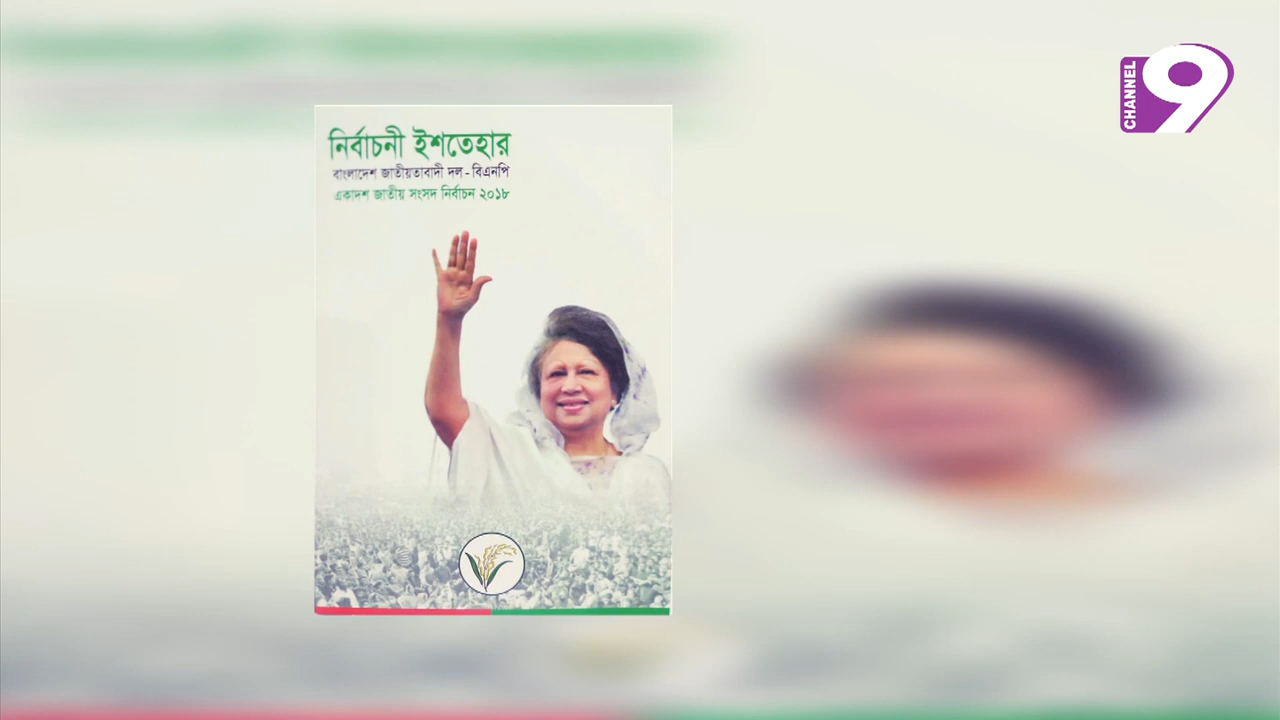 নির্বাচনী ইশতেহার
বাংলাদেশ জাতীয়তাবাদী দল - বিএনপি
একাদশ জাতীয় সংসদ নির্বাচন ২০১৮
CHANNEL 9